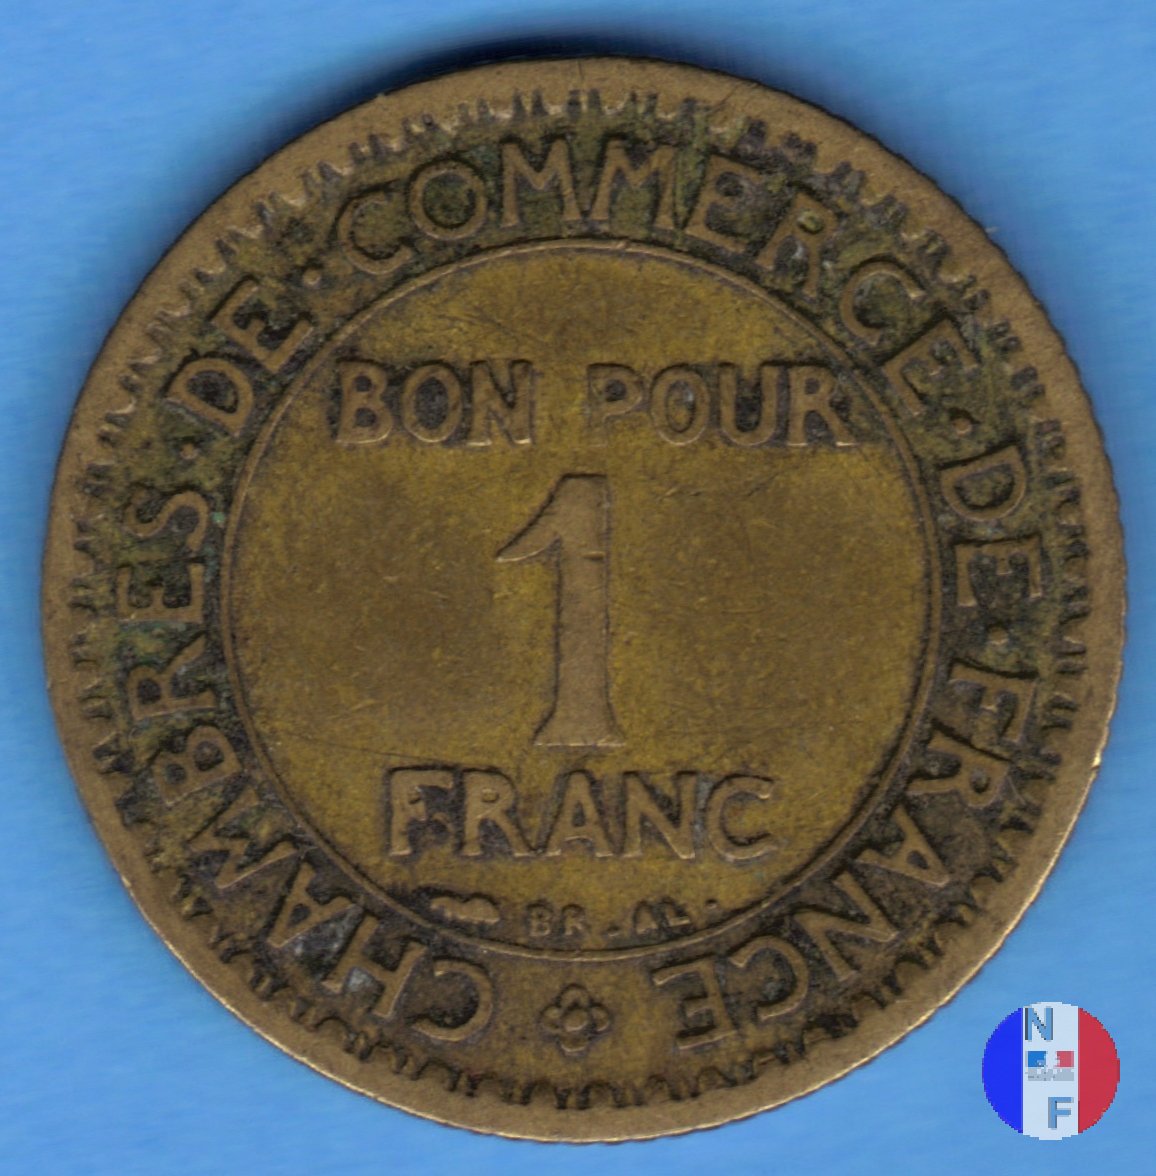 CHAMBRES·DE·COMMERCE·DE·FRANCE
BON POUR
1
FRANC
BR.AL.
N
F